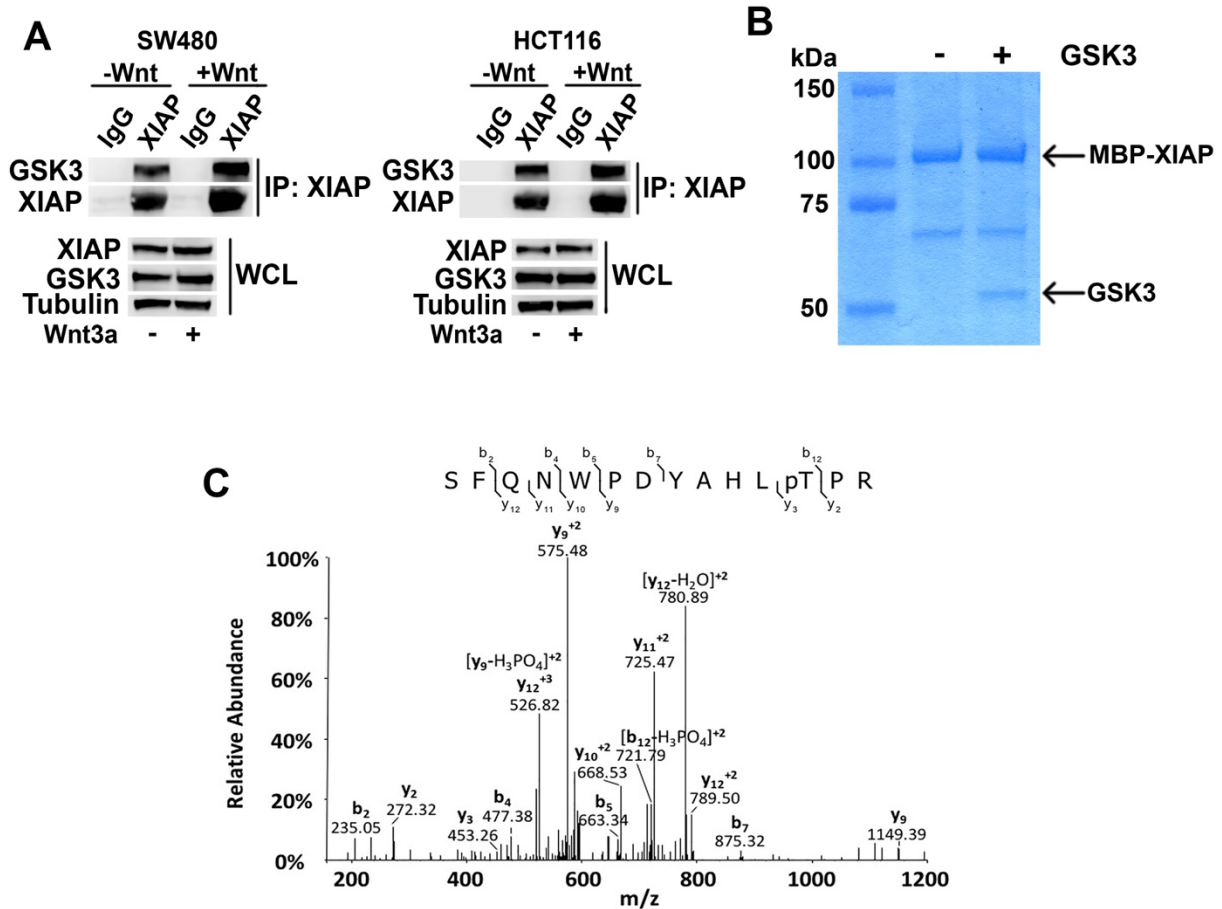 A
SW480
-Wnt +Wnt
IgG XIAP IgG XIAP
GSK3
XIAP
IP: XIAP
XIAP
GSK3
Tubulin
WCL
Wnt3a - +
HCT116
-Wnt +Wnt
IgG XIAP IgG XIAP
GSK3
XIAP
IP: XIAP
XIAP
GSK3
Tubulin
WCL
Wnt3a - +
B
kDa - + GSK3
150
100
75
50
MBP-XIAP
GSK3
C
b2 b4 b5 b7 b12
S F Q N W P D Y A H L pT P R
y12 y11 y10 y9 y3 y2
Relative Abundance
100%
80%
60%
40%
20%
0%
y9+2
575.48
[y12-H2O]+2
780.89
y11+2
725.47
[y9-H3PO4]+2
y12+3
526.82
[b12-H3PO4]+2
721.79
y10+2
668.53
y12+2
789.50
b2
235.05
y2
272.32
y3
453.26
b4
477.38
b5
663.34
b7
875.32
y9
1149.39
200 400 600 800 1000 1200
m/z